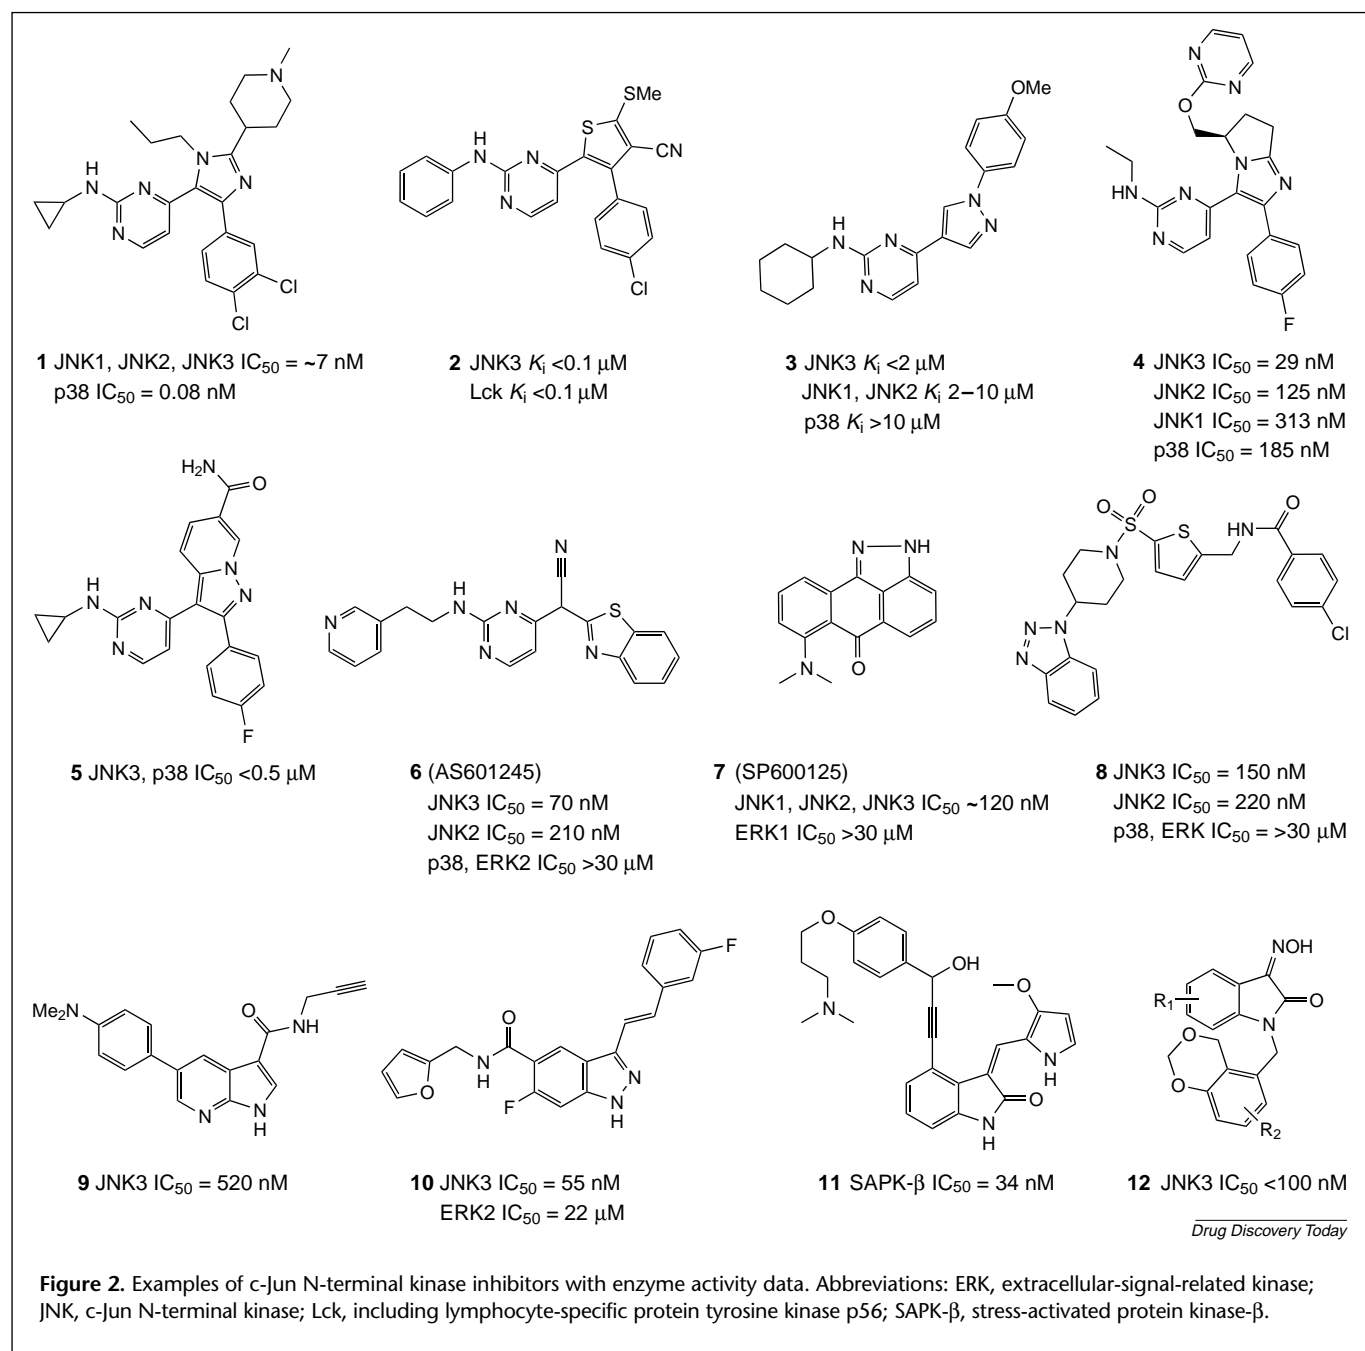 N
N
N
N
N
N
H
Cl
Cl
1 JNK1, JNK2, JNK3 IC50 = ~7 nM
p38 IC50 = 0.08 nM
SMe
S
CN
H
N
N
N
Cl
2 JNK3 Ki <0.1 μM
Lck Ki <0.1 μM
OMe
N
N
H
N
N
N
3 JNK3 Ki <2 μM
JNK1, JNK2 Ki 2–10 μM
p38 Ki >10 μM
N
N
O
N
N
HN
N
N
F
4 JNK3 IC50 = 29 nM
JNK2 IC50 = 125 nM
JNK1 IC50 = 313 nM
p38 IC50 = 185 nM
H2N
O
N
N
H
N
N
N
F
5 JNK3, p38 IC50 <0.5 μM
N
N
H
N
N
N
S
N
6 (AS601245)
JNK3 IC50 = 70 nM
JNK2 IC50 = 210 nM
p38, ERK2 IC50 >30 μM
N
NH
N
O
7 (SP600125)
JNK1, JNK2, JNK3 IC50 ~120 nM
ERK1 IC50 >30 μM
O
O
S
N
S
HN
O
Cl
N
N
N
8 JNK3 IC50 = 150 nM
JNK2 IC50 = 220 nM
p38, ERK IC50 = >30 μM
Me2N
O
N
H
N
N
H
9 JNK3 IC50 = 520 nM
F
O
N
H
O
F
N
N
H
10 JNK3 IC50 = 55 nM
ERK2 IC50 = 22 μM
O
OH
N
O
N
H
O
N
H
11 SAPK-β IC50 = 34 nM
NOH
R1
O
N
O
O
R2
12 JNK3 IC50 <100 nM
Drug Discovery Today
Figure 2. Examples of c-Jun N-terminal kinase inhibitors with enzyme activity data. Abbreviations: ERK, extracellular-signal-related kinase;
JNK, c-Jun N-terminal kinase; Lck, including lymphocyte-specific protein tyrosine kinase p56; SAPK-β, stress-activated protein kinase-β.